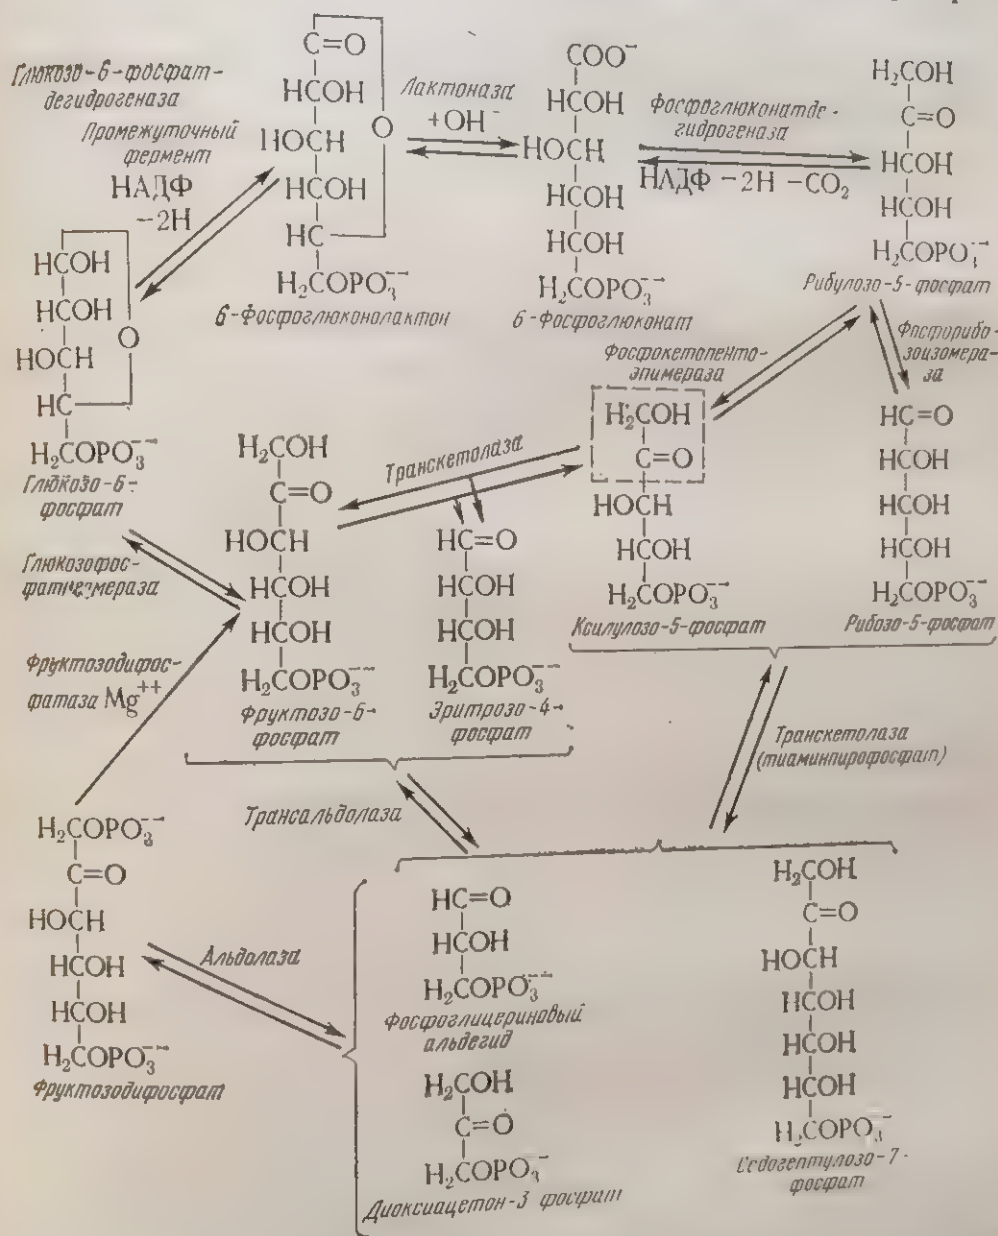 Глюкозо-6-фосфат-
дегидрогеназа
Промежуточный
фермент
НАДФ
-2H
HCOH
HCOH
HOCH
O
HC
H₂COPO₃⁻⁻
Глюкозо-6-
фосфат
C=O
HCOH
HOCH
O
HCOH
HC
H₂COPO₃⁻⁻
6-Фосфоглюконолактон
Лактоназа
+OH⁻
COO⁻
HCOH
HOCH
HCOH
HCOH
H₂COPO₃⁻⁻
6-Фосфоглюконат
Фосфоглюконатде-
гидрогеназа
НАДФ -2H -CO₂
H₂COH
C=O
HCOH
HCOH
H₂COPO₃⁻⁻
Рибулозо-5-фосфат
Фосфокетопенто-
эпимераза
Фосфорибо-
зоизомера-
за
H₂COH
C=O
HOCH
HCOH
H₂COPO₃⁻⁻
Ксилулозо-5-фосфат
HC=O
HCOH
HCOH
HCOH
H₂COPO₃⁻⁻
Рибозо-5-фосфат
Транскетолаза
H₂COH
C=O
HOCH
HCOH
HCOH
H₂COPO₃⁻⁻
Фруктозо-6-
фосфат
HC=O
HCOH
HCOH
H₂COPO₃⁻⁻
Эритрозо-4-
фосфат
Глюкозофос-
фатизомераза
Фруктозодифос-
фатаза Mg⁺⁺
Транскетолаза
(тиаминпирофосфат)
Трансальдолаза
H₂COPO₃⁻⁻
C=O
HOCH
HCOH
HCOH
H₂COPO₃⁻⁻
Фруктозодифосфат
Альдолаза
HC=O
HCOH
H₂COPO₃⁻⁻
Фосфоглицериновый
альдегид
H₂COH
C=O
H₂COPO₃⁻⁻
Диоксиацетон-3 фосфат
H₂COH
C=O
HOCH
HCOH
HCOH
HCOH
H₂COPO₃⁻⁻
Седогептулозо-7-
фосфат